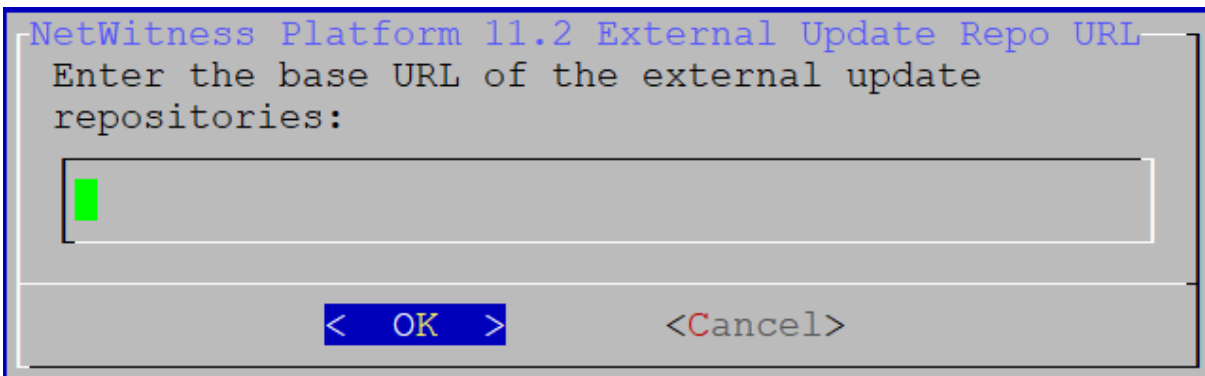 NetWitness Platform 11.2 External Update Repo URL
Enter the base URL of the external update
repositories:
< OK > <Cancel>